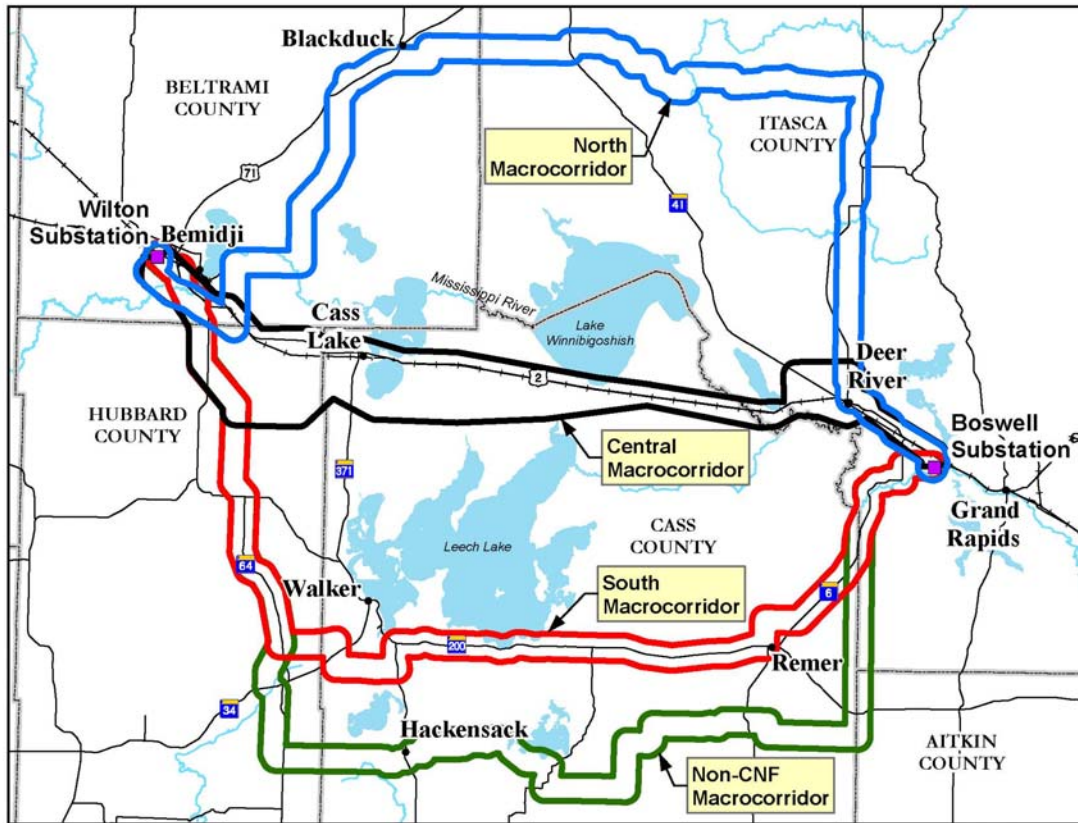 Blackduck
BELTRAMI
COUNTY
ITASCA
COUNTY
North
Macrocorridor
71
41
Wilton
Substation
Bemidji
Mississippi River
Cass
Lake
Lake
Winnibigoshish
2
Deer
River
HUBBARD
COUNTY
Central
Macrocorridor
Boswell
Substation
371
Grand
Rapids
CASS
COUNTY
Leech Lake
64
Walker
South
Macrocorridor
6
200
Remer
34
Hackensack
Non-CNF
Macrocorridor
AITKIN
COUNTY